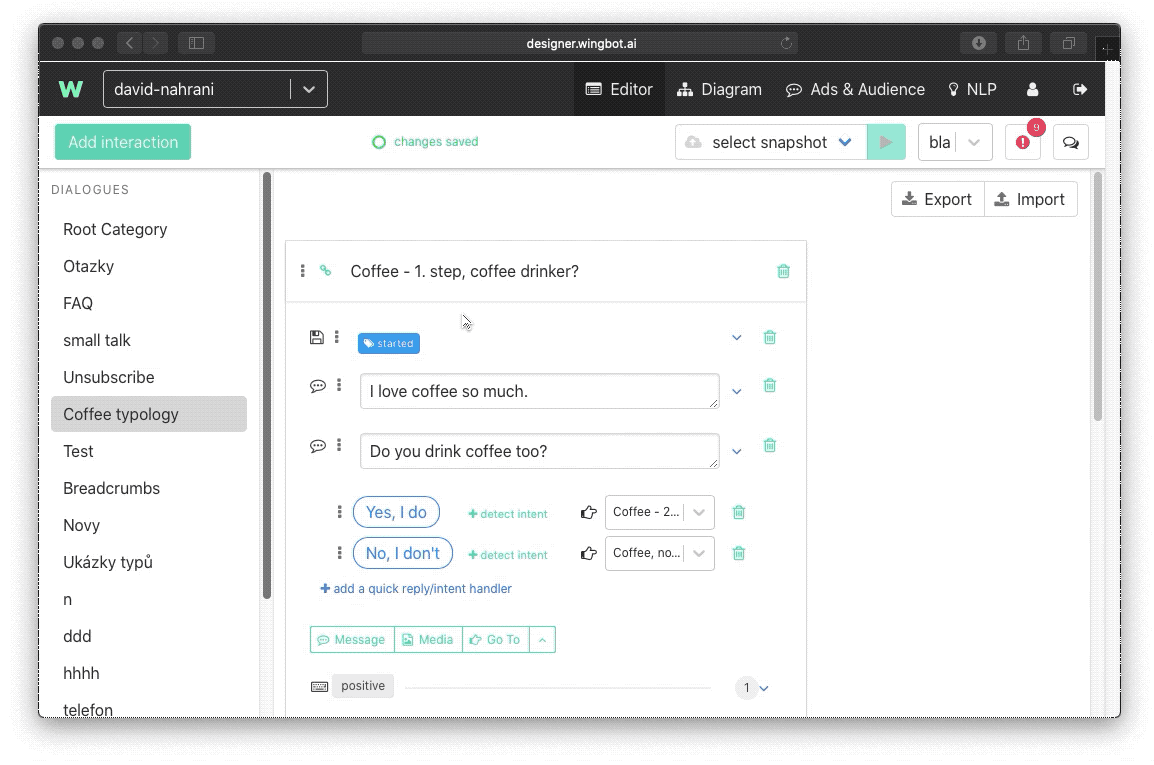 designer.wingbot.ai
W
david-nahrani
Editor
Diagram
Ads & Audience
NLP
Add interaction
changes saved
select snapshot
bla
9
DIALOGUES
Root Category
Otazky
FAQ
small talk
Unsubscribe
Coffee typology
Test
Breadcrumbs
Novy
Ukázky typů
n
ddd
hhhh
telefon
Export
Import
Coffee - 1. step, coffee drinker?
started
I love coffee so much.
Do you drink coffee too?
Yes, I do
+ detect intent
Coffee - 2...
No, I don't
+ detect intent
Coffee, no...
+ add a quick reply/intent handler
Message
Media
Go To
positive
1